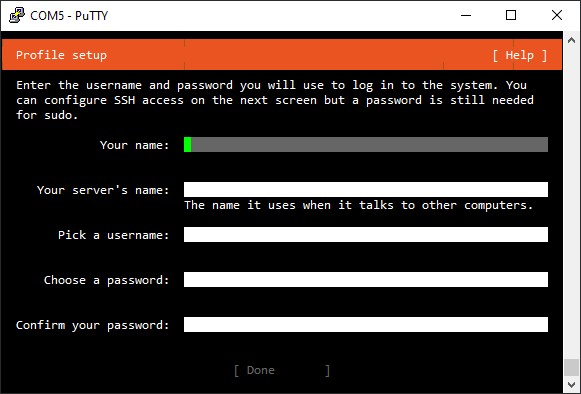 COM5 - PuTTY
Profile setup [ Help ]
Enter the username and password you will use to log in to the system. You
can configure SSH access on the next screen but a password is still needed
for sudo.
Your name:
Your server's name:
The name it uses when it talks to other computers.
Pick a username:
Choose a password:
Confirm your password:
[ Done ]